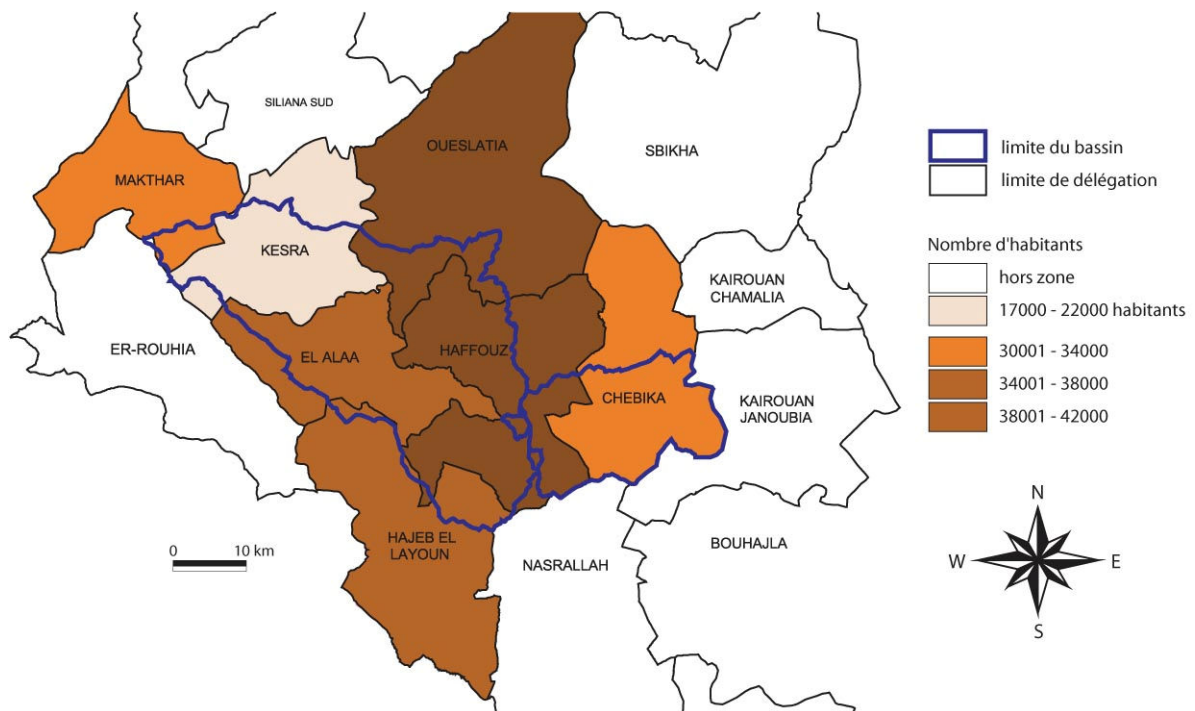 SILIANA SUD
OUESLATIA
SBIKHA
MAKTHAR
KESRA
KAIROUAN
CHAMALIA
ER-ROUHIA
EL ALAA
HAFFOUZ
CHEBIKA
KAIROUAN
JANOUBIA
HAJEB EL
LAYOUN
NASRALLAH
BOUHAJLA
0 10 km
limite du bassin
limite de délégation
Nombre d'habitants
hors zone
17000 - 22000 habitants
30001 - 34000
34001 - 38000
38001 - 42000
N
W E
S